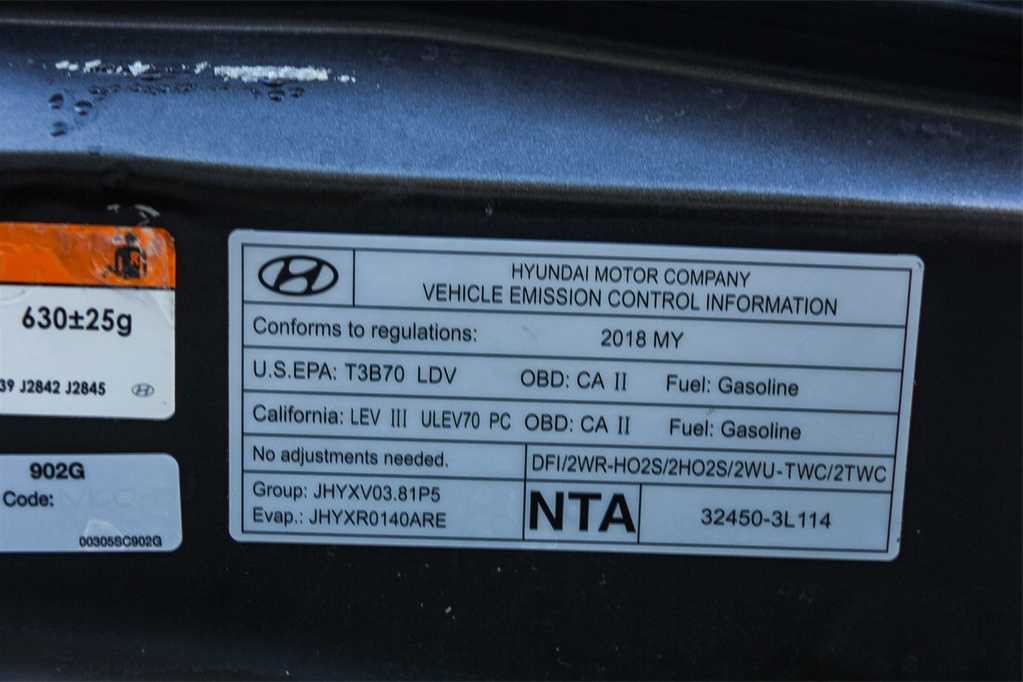 630±25g
39 J2842 J2845
902G
Code:
00305SC902G
HYUNDAI MOTOR COMPANY
VEHICLE EMISSION CONTROL INFORMATION
Conforms to regulations: 2018 MY
U.S.EPA: T3B70 LDV OBD: CA II Fuel: Gasoline
California: LEV III ULEV70 PC OBD: CA II Fuel: Gasoline
No adjustments needed. DFI/2WR-HO2S/2HO2S/2WU-TWC/2TWC
Group: JHYXV03.81P5
Evap.: JHYXR0140ARE
NTA 32450-3L114